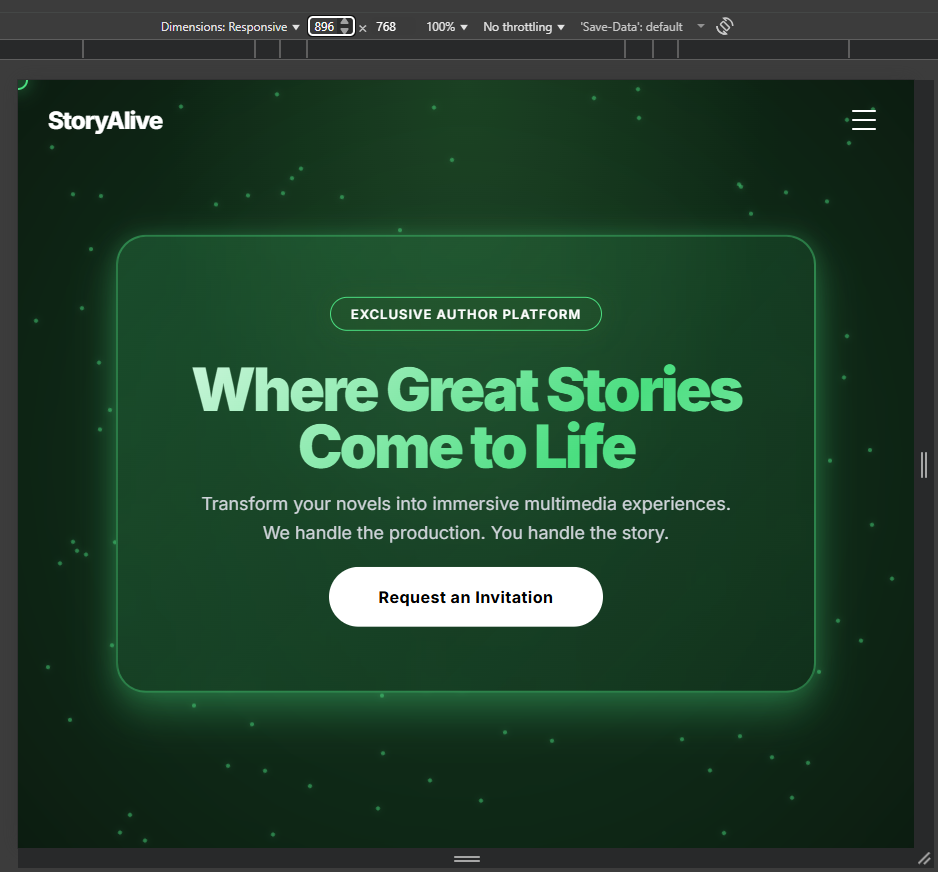 Dimensions: Responsive 896 × 768 100% No throttling 'Save-Data': default
StoryAlive
EXCLUSIVE AUTHOR PLATFORM
Where Great Stories
Come to Life
Transform your novels into immersive multimedia experiences.
We handle the production. You handle the story.
Request an Invitation